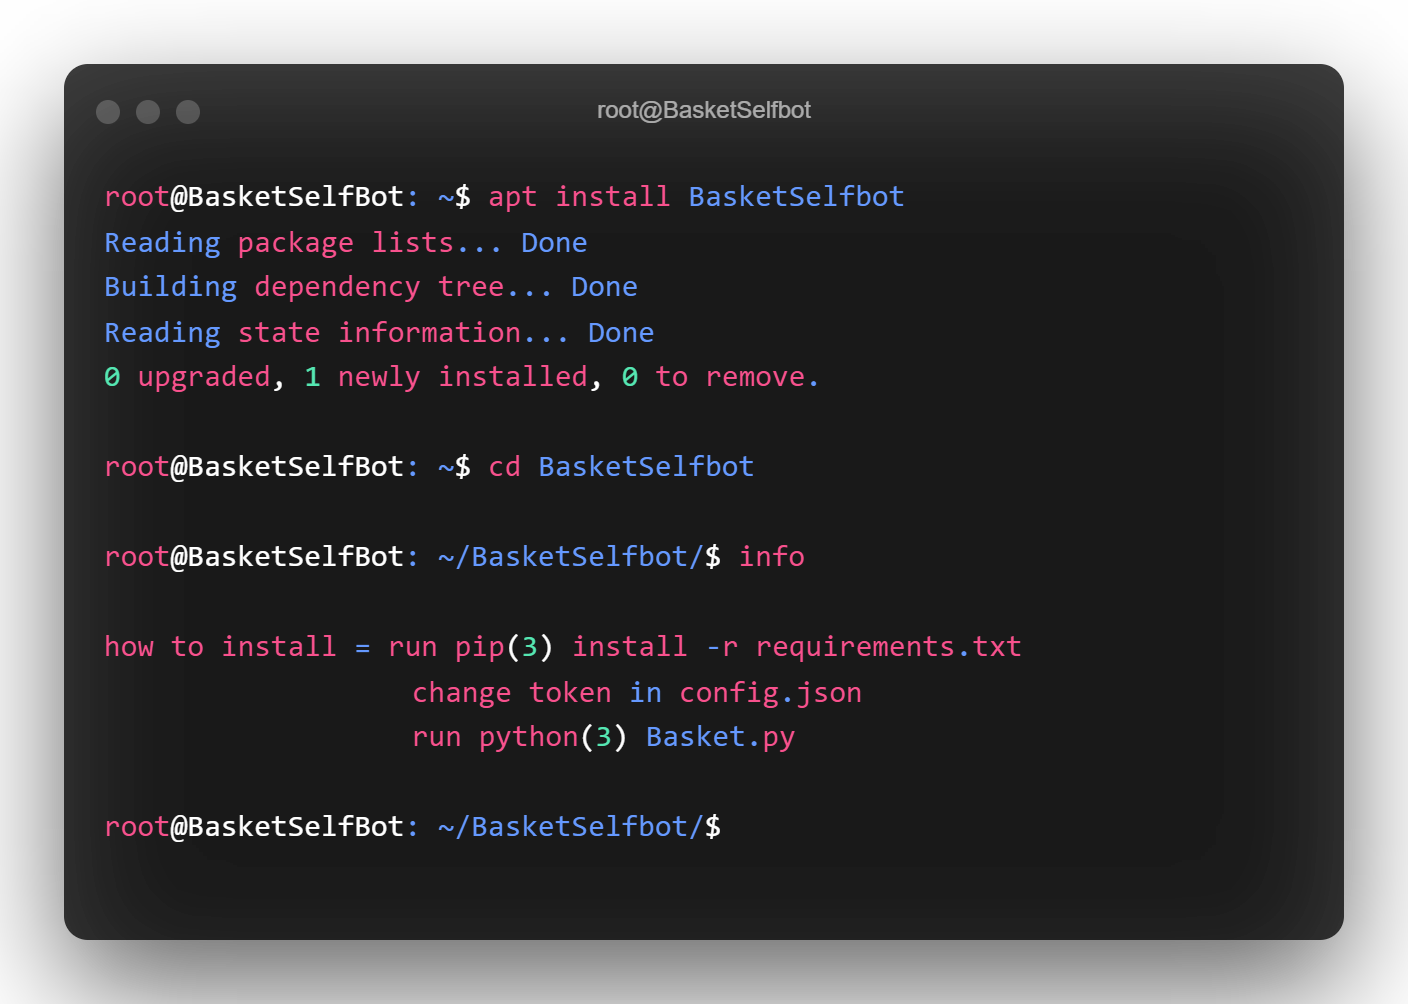 root@BasketSelfbot
root@BasketSelfBot: ~$ apt install BasketSelfbot
Reading package lists... Done
Building dependency tree... Done
Reading state information... Done
0 upgraded, 1 newly installed, 0 to remove.
root@BasketSelfBot: ~$ cd BasketSelfbot
root@BasketSelfBot: ~/BasketSelfbot/$ info
how to install = run pip(3) install -r requirements.txt
change token in config.json
run python(3) Basket.py
root@BasketSelfBot: ~/BasketSelfbot/$